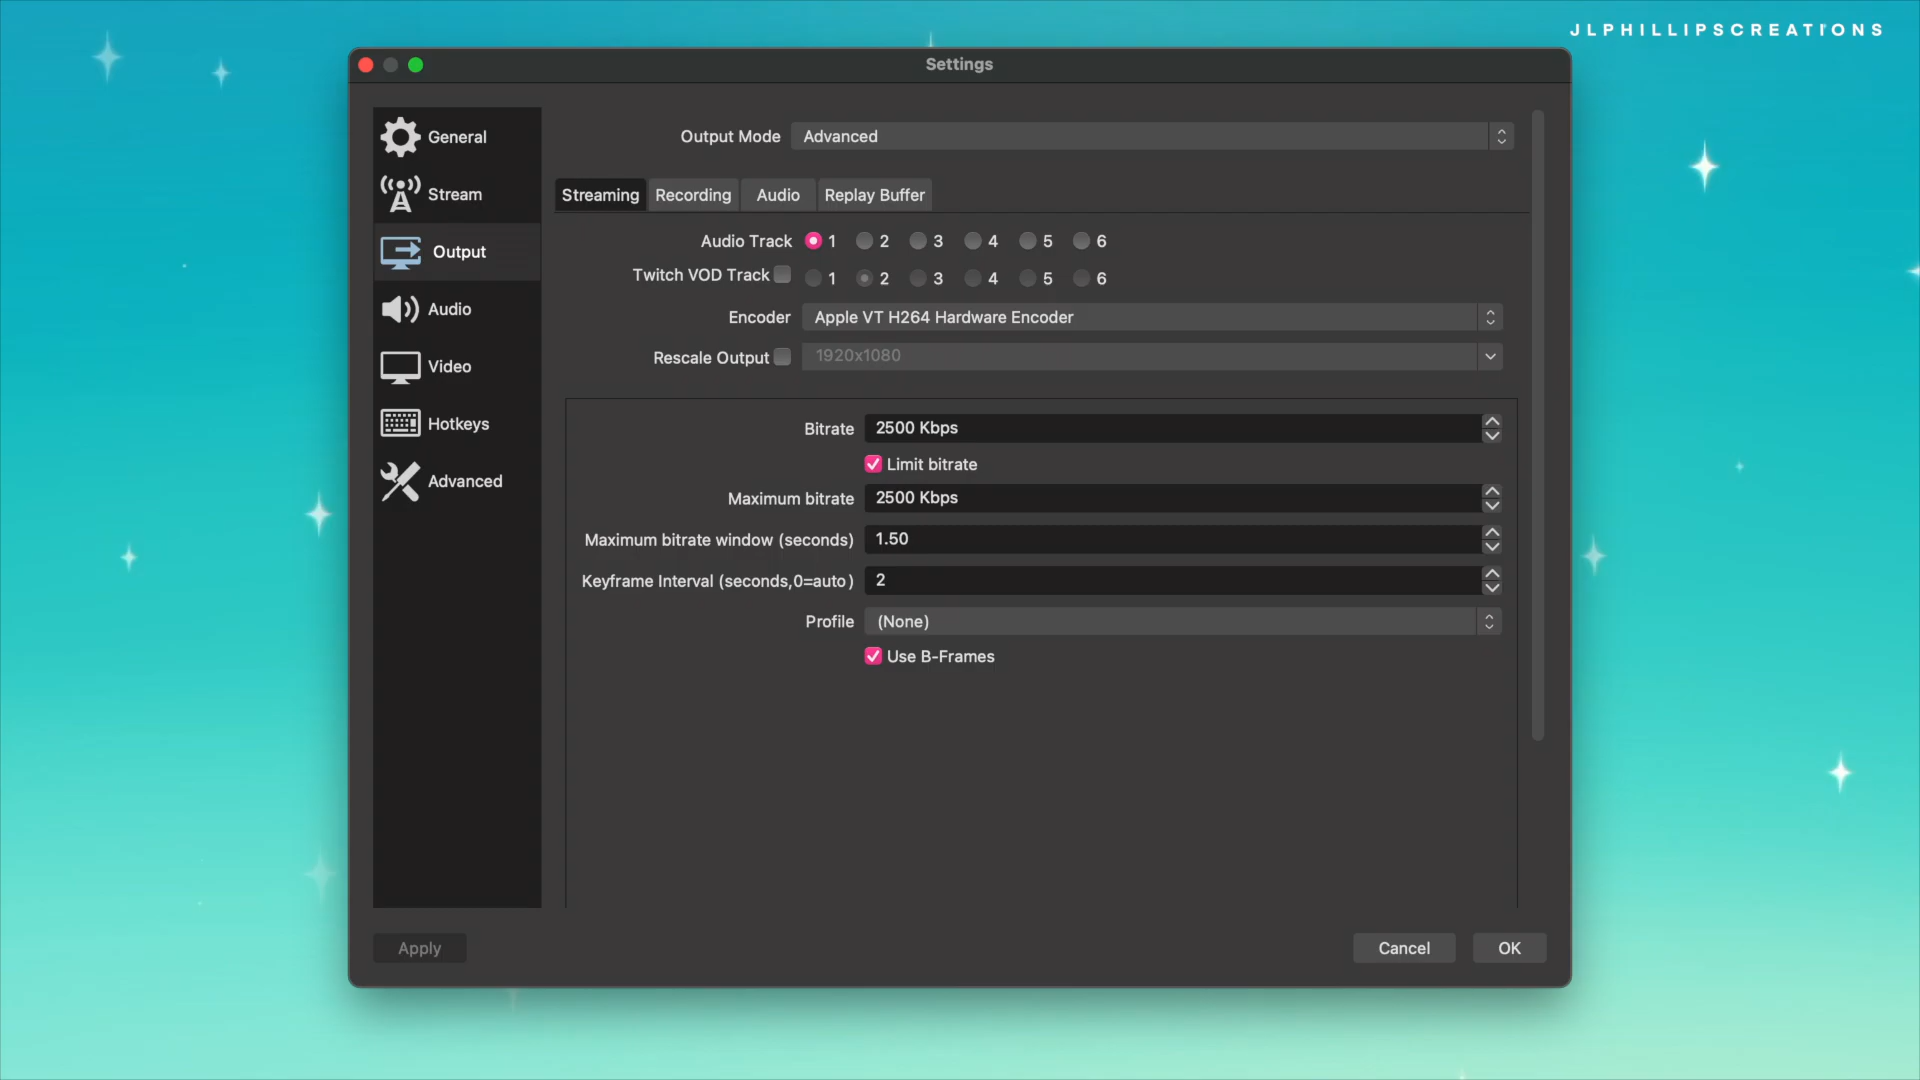 JLPHILLIPSCREATIONS
Settings
General
Stream
Output
Audio
Video
Hotkeys
Advanced
Output Mode Advanced
Streaming Recording Audio Replay Buffer
Audio Track 1 2 3 4 5 6
Twitch VOD Track 1 2 3 4 5 6
Encoder Apple VT H264 Hardware Encoder
Rescale Output 1920x1080
Bitrate 2500 Kbps
Limit bitrate
Maximum bitrate 2500 Kbps
Maximum bitrate window (seconds) 1.50
Keyframe Interval (seconds,0=auto) 2
Profile (None)
Use B-Frames
Apply Cancel OK